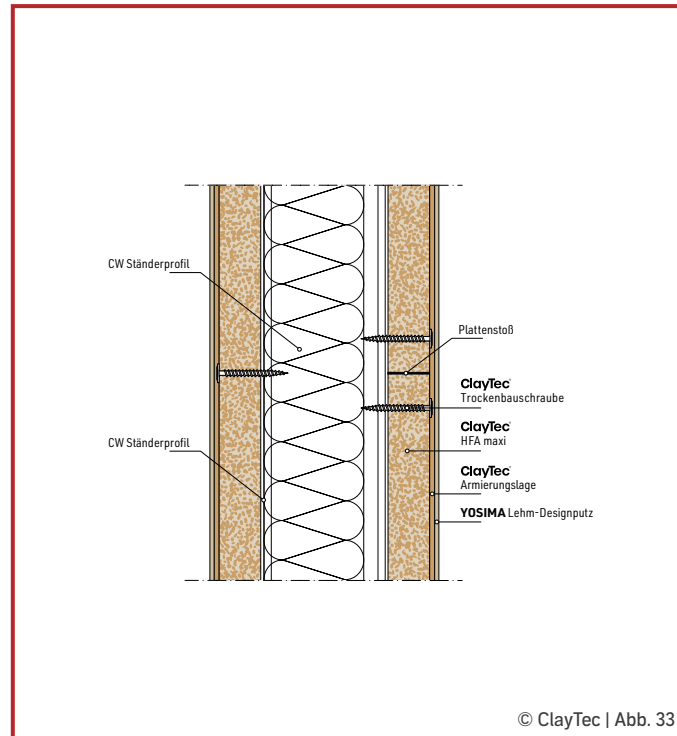 CW Ständerprofil
CW Ständerprofil
Plattenstoß
ClayTec
Trockenbauschraube
ClayTec
HFA maxi
ClayTec
Armierungslage
YOSIMA Lehm-Designputz
© ClayTec | Abb. 33